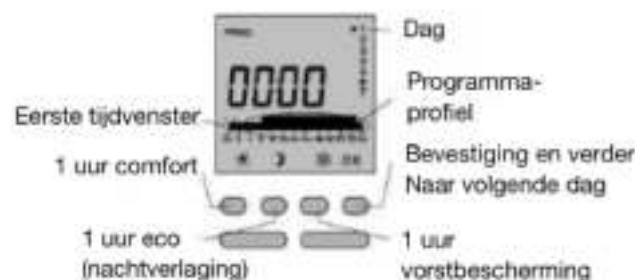 Dag
0000
Programma-
profiel
Eerste tijdvenster
1 uur comfort
Bevestiging en verder
Naar volgende dag
1 uur eco
(nachtverlaging)
1 uur
vorstbescherming